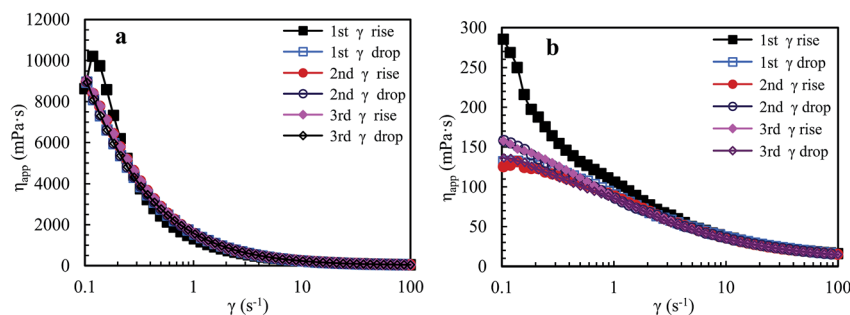 a
12000
10000
8000
6000
4000
2000
0
η_app (mPa·s)
0.1 1 10 100
γ (s⁻¹)
1st γ rise
1st γ drop
2nd γ rise
2nd γ drop
3rd γ rise
3rd γ drop
b
300
250
200
150
100
50
0
η_app (mPa·s)
0.1 1 10 100
γ (s⁻¹)
1st γ rise
1st γ drop
2nd γ rise
2nd γ drop
3rd γ rise
3rd γ drop